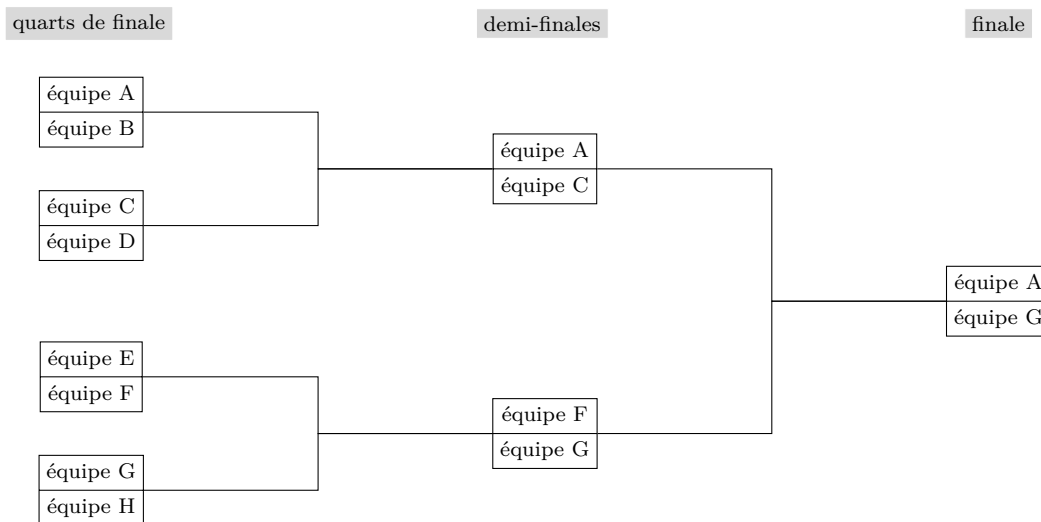 quarts de finale
demi-finales
finale
équipe A
équipe B
équipe C
équipe D
équipe E
équipe F
équipe G
équipe H
équipe A
équipe C
équipe F
équipe G
équipe A
équipe G